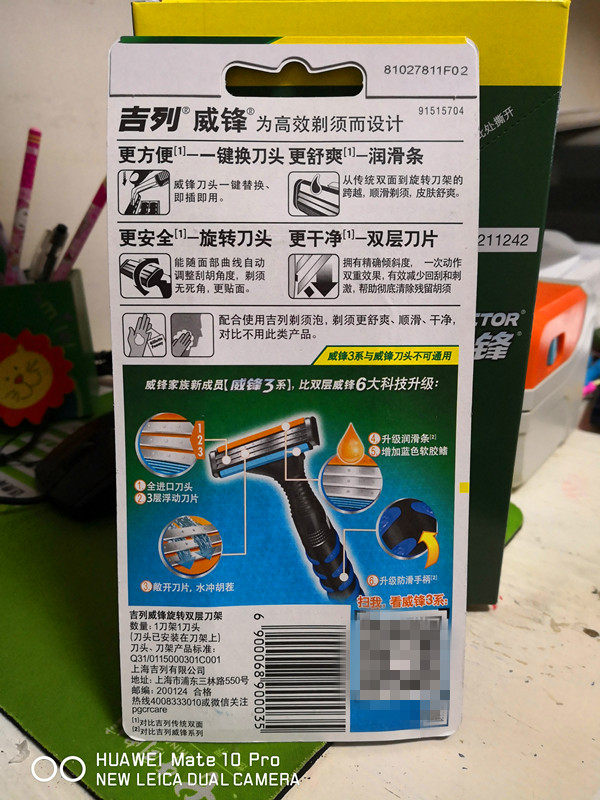 81027811F02
吉列® 威锋® 为高效剃须而设计
91515704
此处撕开
更方便[1]—一键换刀头
威锋刀头一键替换、
即插即用。
更舒爽[1]—润滑条
从传统双面到旋转刀架的
跨越，顺滑剃须，皮肤舒爽。
更安全[1]—旋转刀头
能随面部曲线自动
调整刮胡角度，剃须
无死角，更贴面。
更干净[1]—双层刀片
拥有精确倾斜度，一次动作
双重效果，有效减少回刮和刺
激，帮助彻底清除残留胡须
211242
配合使用吉列剃须泡，剃须更舒爽、顺滑、干净，
对比不用此类产品。
CTOR
锋
威锋3系与威锋刀头不可通用
威锋家族新成员【威锋3系】，比双层威锋6大科技升级：
1
2
3
①全进口刀头
②3层浮动刀片
④升级润滑条[2]
⑤增加蓝色软胶鳍
③敞开刀片，水冲胡茬
⑥升级防滑手柄[2]
扫我，看威锋3系：
吉列威锋旋转双层刀架
数量：1刀架1刀头
(刀头已安装在刀架上)
刀头、刀架产品标准：
Q31/0115000301C001
上海吉列有限公司
地址：上海市浦东三林路550号
邮编：200124 合格
热线4008333010或微信关注
pgcrcare
[1]对比吉列传统双面
[2]对比吉列威锋系列
6 900068 900035
HUAWEI Mate 10 Pro
NEW LEICA DUAL CAMERA